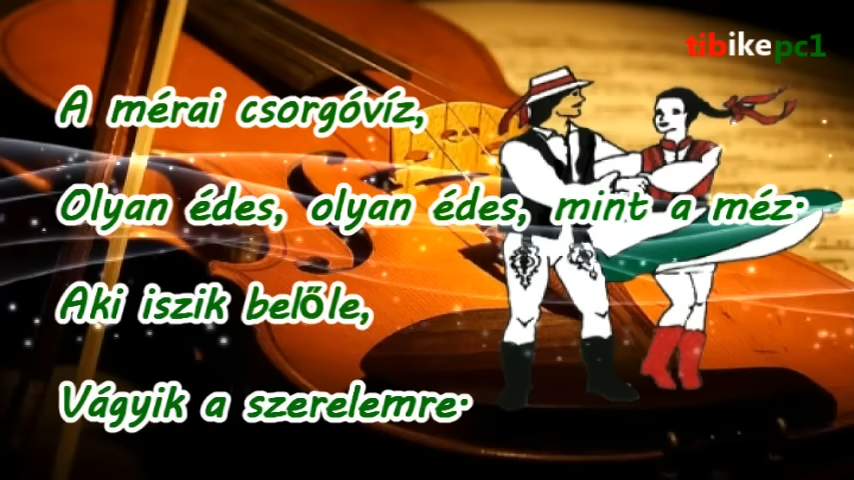 tibikepc1
A mérai csorgóvíz,
Olyan édes, olyan édes, mint a méz.
Aki iszik belőle,
Vágyik a szerelemre.